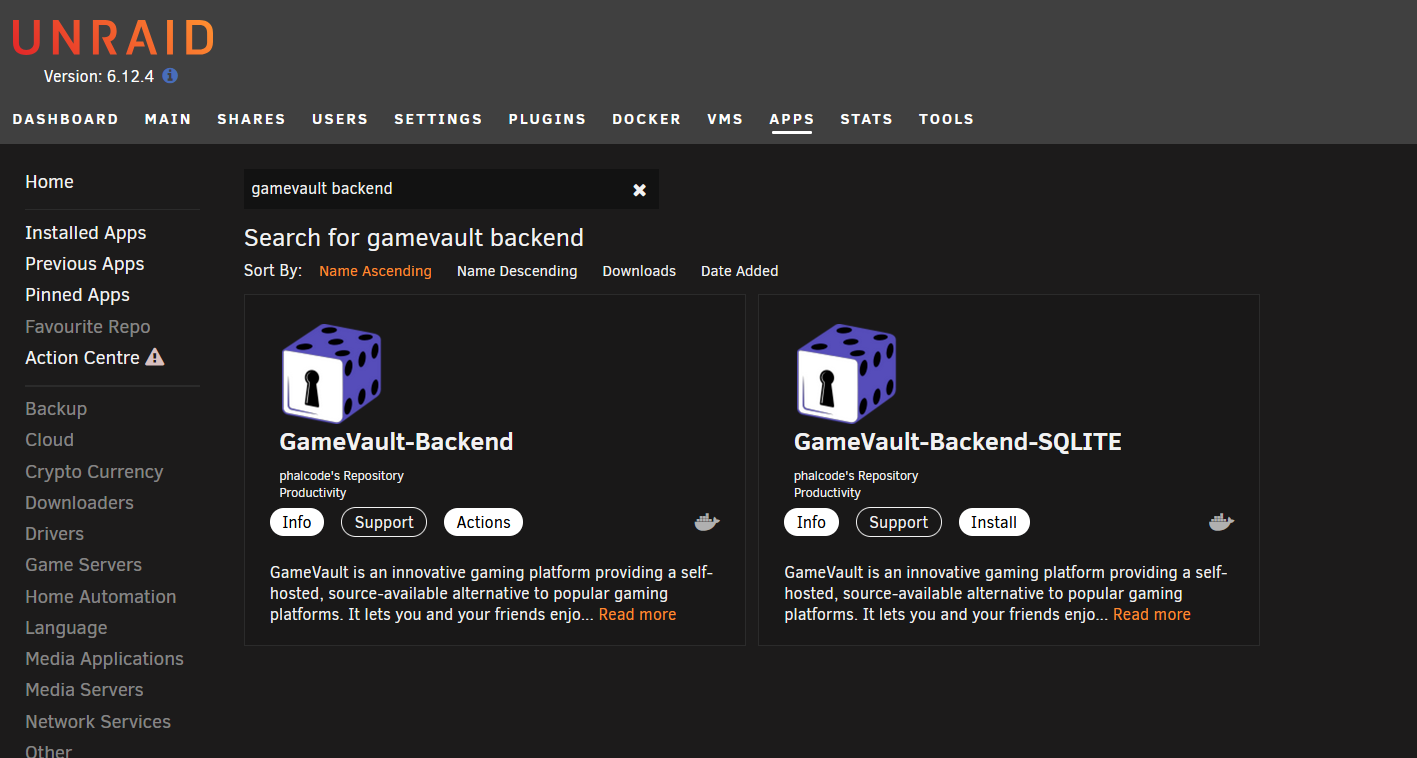 UNRAID
Version: 6.12.4
DASHBOARD MAIN SHARES USERS SETTINGS PLUGINS DOCKER VMS APPS STATS TOOLS
Home
Installed Apps
Previous Apps
Pinned Apps
Favourite Repo
Action Centre
Backup
Cloud
Crypto Currency
Downloaders
Drivers
Game Servers
Home Automation
Language
Media Applications
Media Servers
Network Services
Other
gamevault backend
Search for gamevault backend
Sort By: Name Ascending Name Descending Downloads Date Added
GameVault-Backend
phalcode's Repository
Productivity
Info Support Actions
GameVault is an innovative gaming platform providing a self-
hosted, source-available alternative to popular gaming
platforms. It lets you and your friends enjo... Read more
GameVault-Backend-SQLITE
phalcode's Repository
Productivity
Info Support Install
GameVault is an innovative gaming platform providing a self-
hosted, source-available alternative to popular gaming
platforms. It lets you and your friends enjo... Read more